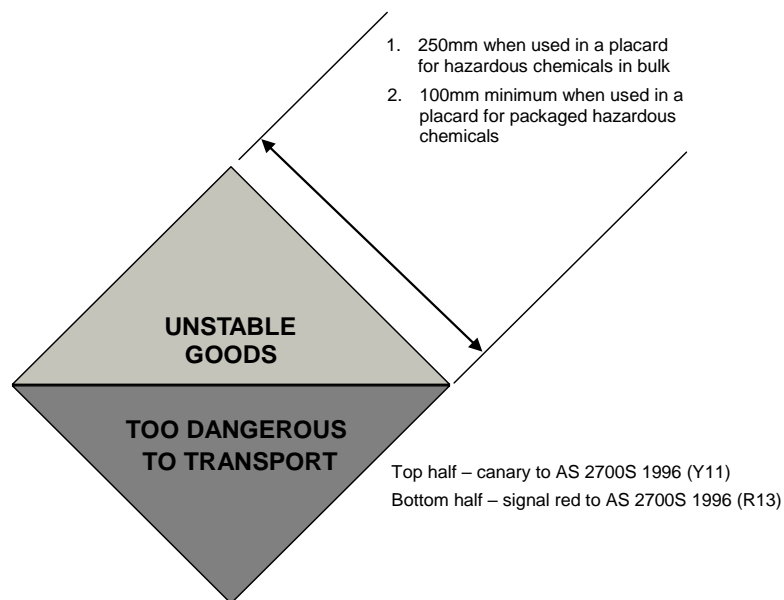 1. 250mm when used in a placard
for hazardous chemicals in bulk
2. 100mm minimum when used in a
placard for packaged hazardous
chemicals
UNSTABLE
GOODS
TOO DANGEROUS
TO TRANSPORT
Top half – canary to AS 2700S 1996 (Y11)
Bottom half – signal red to AS 2700S 1996 (R13)